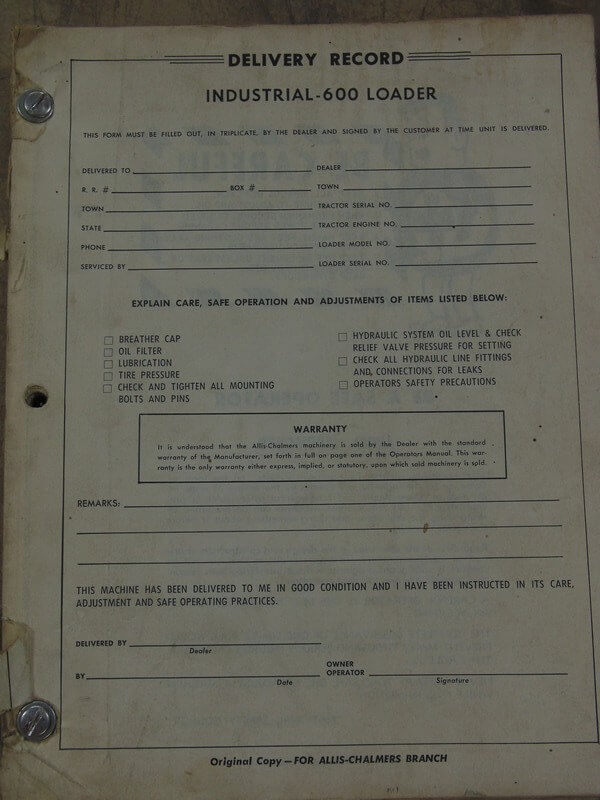 DELIVERY RECORD
INDUSTRIAL-600 LOADER
THIS FORM MUST BE FILLED OUT, IN TRIPLICATE, BY THE DEALER AND SIGNED BY THE CUSTOMER AT TIME UNIT IS DELIVERED.
DELIVERED TO DEALER
R. R. # BOX # TOWN
TOWN TRACTOR SERIAL NO.
STATE TRACTOR ENGINE NO.
PHONE LOADER MODEL NO.
SERVICED BY LOADER SERIAL NO.
EXPLAIN CARE, SAFE OPERATION AND ADJUSTMENTS OF ITEMS LISTED BELOW:
BREATHER CAP
OIL FILTER
LUBRICATION
TIRE PRESSURE
CHECK AND TIGHTEN ALL MOUNTING
BOLTS AND PINS
HYDRAULIC SYSTEM OIL LEVEL & CHECK
RELIEF VALVE PRESSURE FOR SETTING
CHECK ALL HYDRAULIC LINE FITTINGS
AND, CONNECTIONS FOR LEAKS
OPERATORS SAFETY PRECAUTIONS
WARRANTY
It is understood that the Allis-Chalmers machinery is sold by the Dealer with the standard
warranty of the Manufacturer, set forth in full on page one of the Operators Manual. This war-
ranty is the only warranty either express, implied, or statutory, upon which sold machinery is sold.
REMARKS:
THIS MACHINE HAS BEEN DELIVERED TO ME IN GOOD CONDITION AND I HAVE BEEN INSTRUCTED IN ITS CARE,
ADJUSTMENT AND SAFE OPERATING PRACTICES.
DELIVERED BY
Dealer
BY
Date
OWNER
OPERATOR
Signature
Original Copy—FOR ALLIS-CHALMERS BRANCH